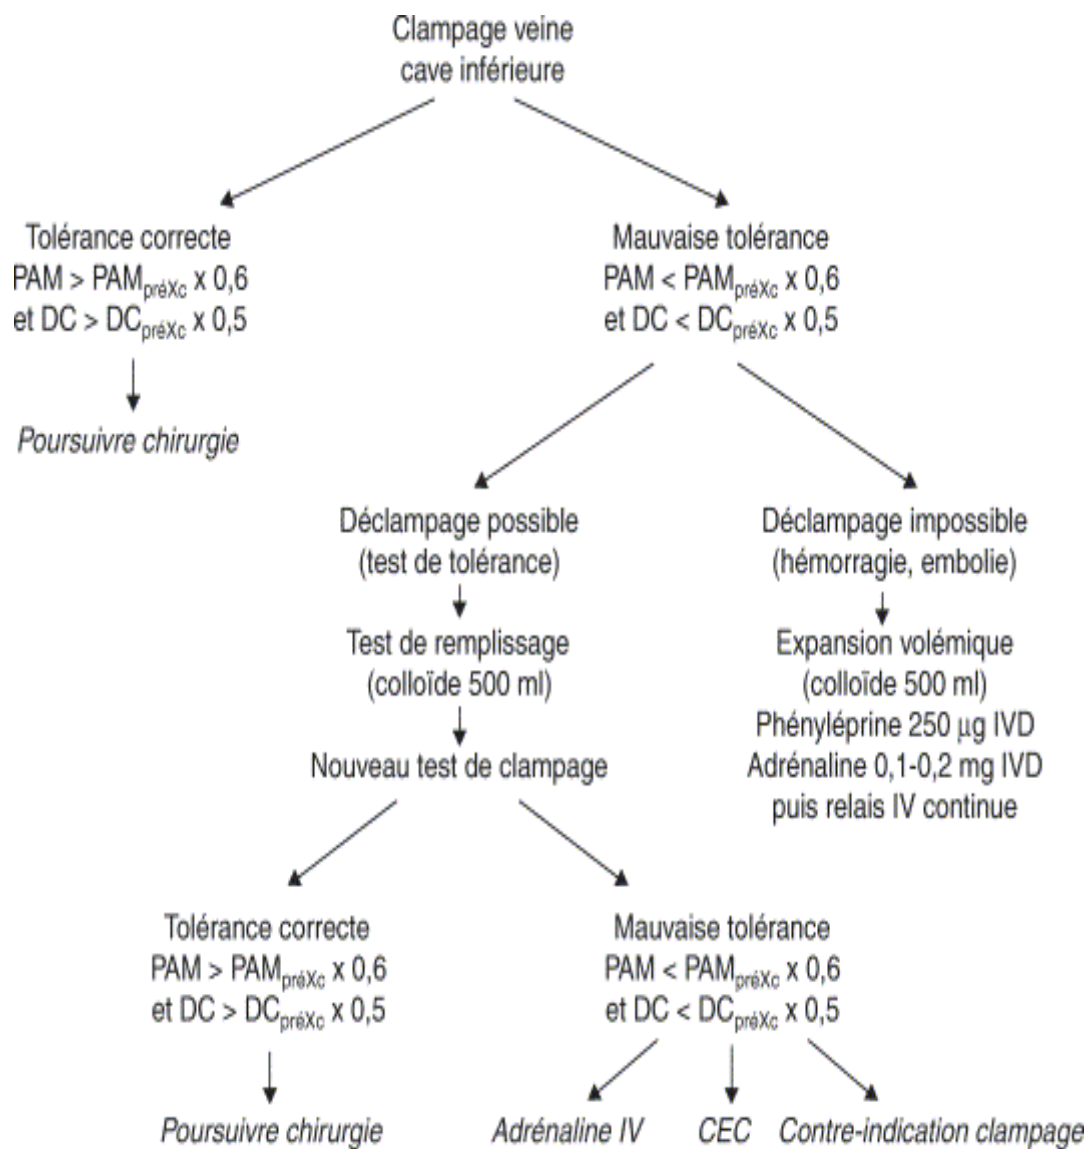 Clampage veine
cave inférieure
Tolérance correcte
PAM > PAMpréXc x 0,6
et DC > DCpréXc x 0,5
Poursuivre chirurgie
Mauvaise tolérance
PAM < PAMpréXc x 0,6
et DC < DCpréXc x 0,5
Déclampage possible
(test de tolérance)
Test de remplissage
(colloïde 500 ml)
Nouveau test de clampage
Déclampage impossible
(hémorragie, embolie)
Expansion volémique
(colloïde 500 ml)
Phényléprine 250 µg IVD
Adrénaline 0,1-0,2 mg IVD
puis relais IV continue
Tolérance correcte
PAM > PAMpréXc x 0,6
et DC > DCpréXc x 0,5
Poursuivre chirurgie
Mauvaise tolérance
PAM < PAMpréXc x 0,6
et DC < DCpréXc x 0,5
Adrénaline IV
CEC
Contre-indication clampage